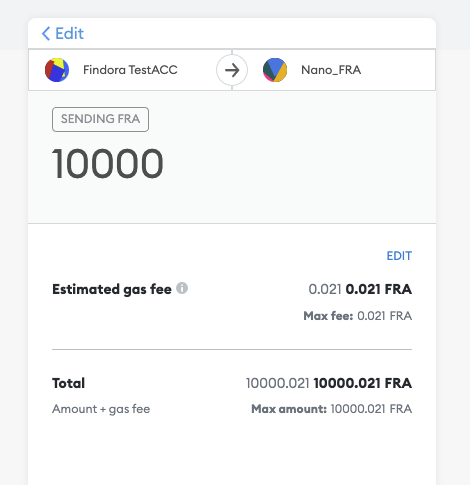 Edit
Findora TestACC
Nano_FRA
SENDING FRA
10000
EDIT
Estimated gas fee 0.021 0.021 FRA
Max fee: 0.021 FRA
Total 10000.021 10000.021 FRA
Amount + gas fee Max amount: 10000.021 FRA